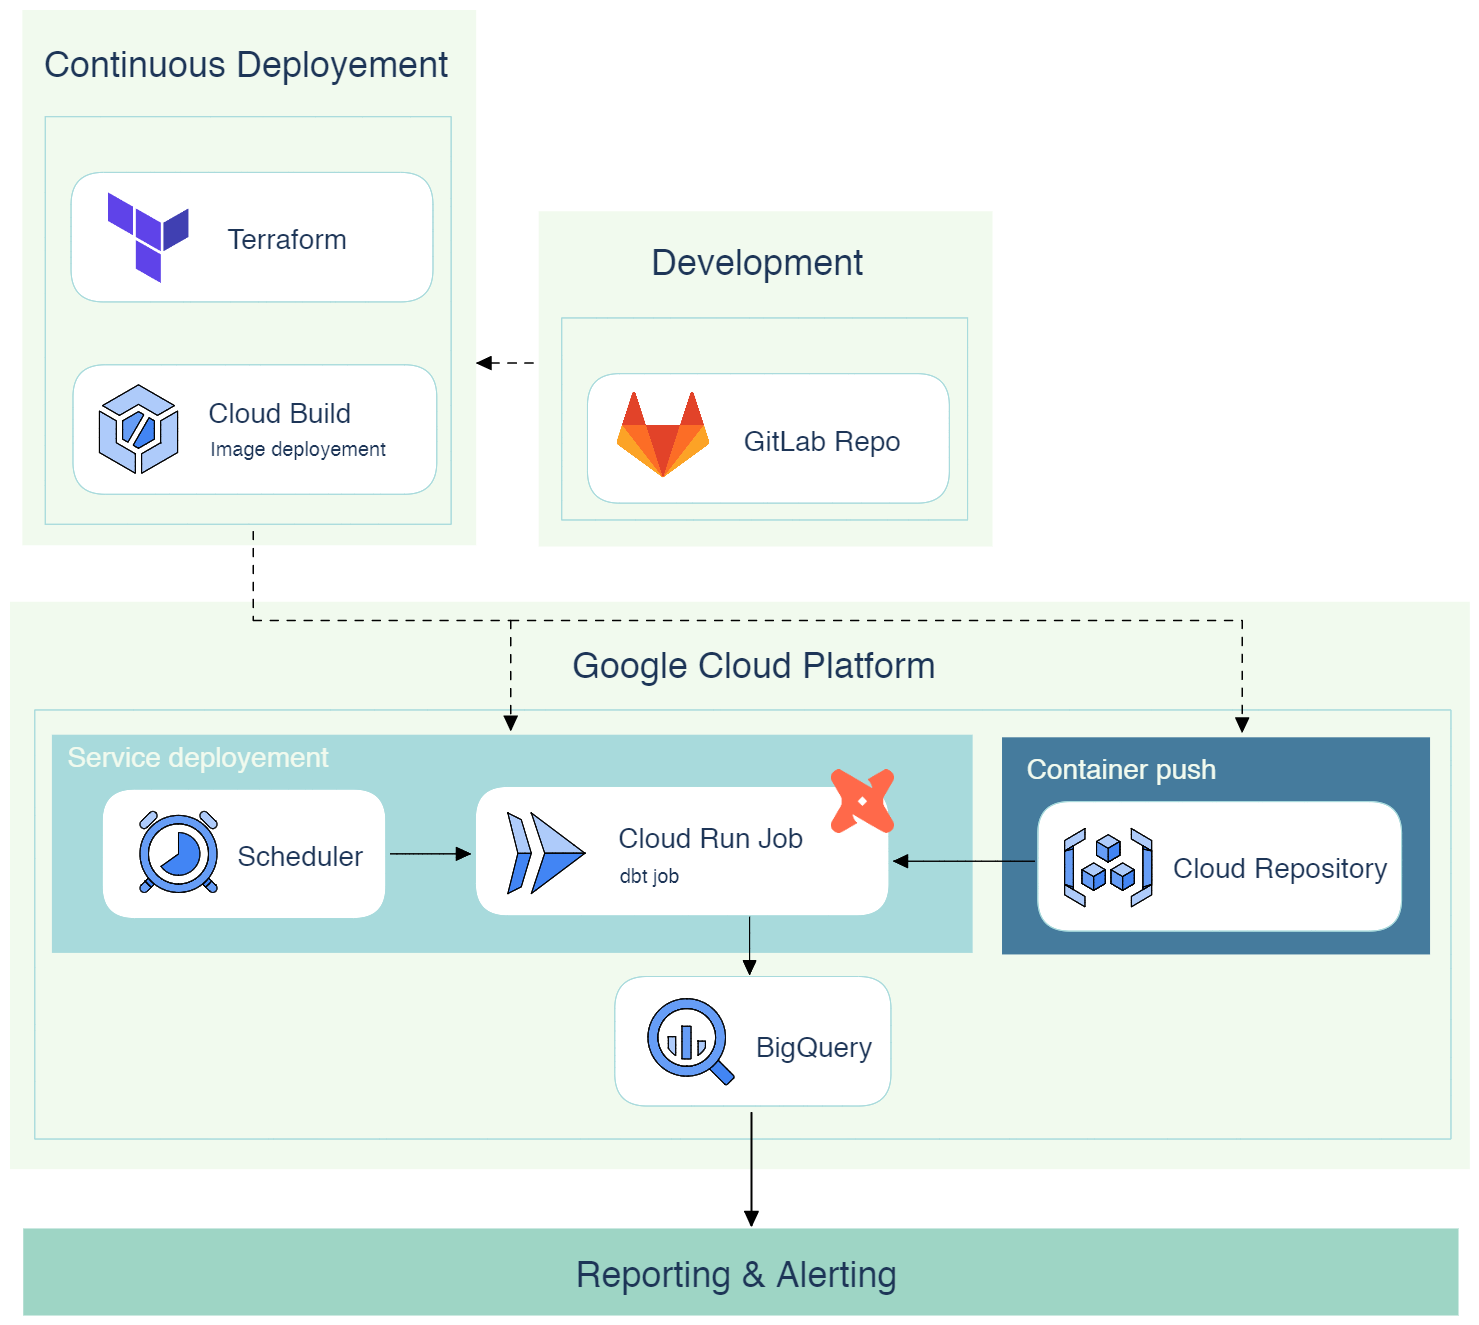 Continuous Deployement
Terraform
Cloud Build
Image deployement
Development
GitLab Repo
Google Cloud Platform
Service deployement
Scheduler
Cloud Run Job
dbt job
Container push
Cloud Repository
BigQuery
Reporting & Alerting